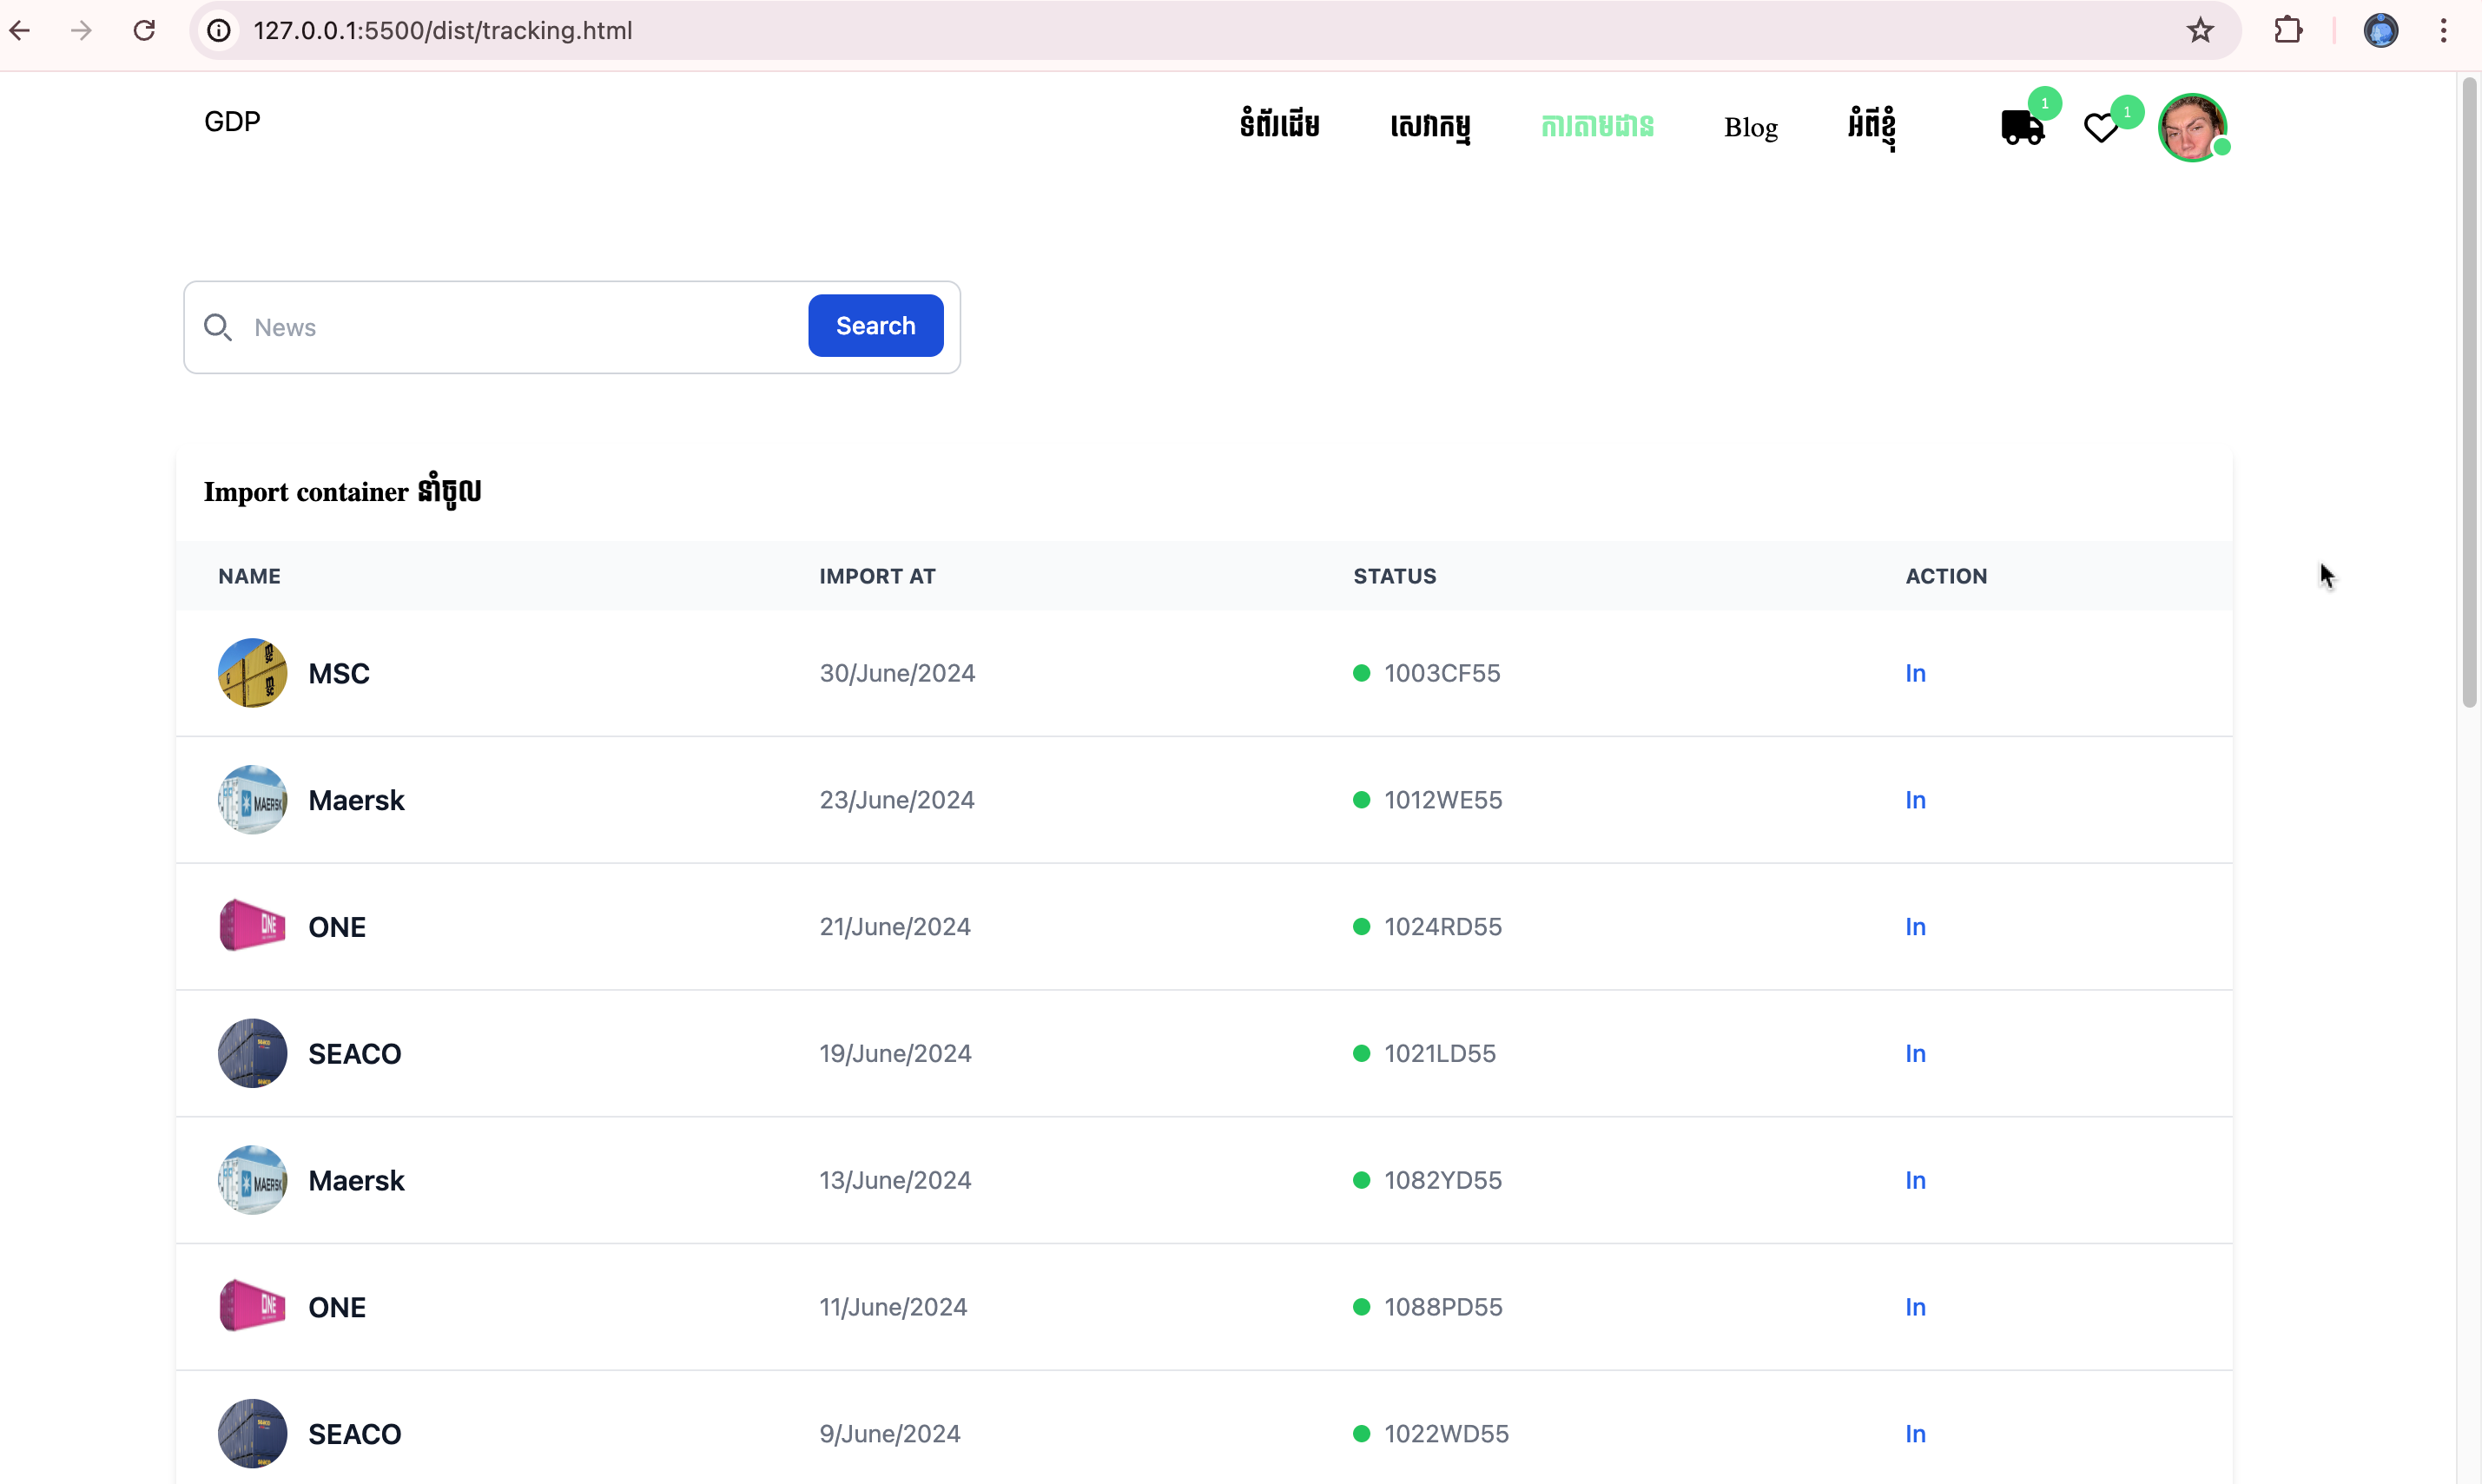 127.0.0.1:5500/dist/tracking.html
GDP ទំព័រដើម សេវាកម្ម ការតាមដាន Blog អំពីខ្ញុំ 1 1
News Search
Import container នាំចូល
NAME IMPORT AT STATUS ACTION
MSC 30/June/2024 1003CF55 In
Maersk 23/June/2024 1012WE55 In
MAERSK
ONE 21/June/2024 1024RD55 In
ONE
SEACO 19/June/2024 1021LD55 In
Maersk 13/June/2024 1082YD55 In
MAERSK
ONE 11/June/2024 1088PD55 In
ONE
SEACO 9/June/2024 1022WD55 In